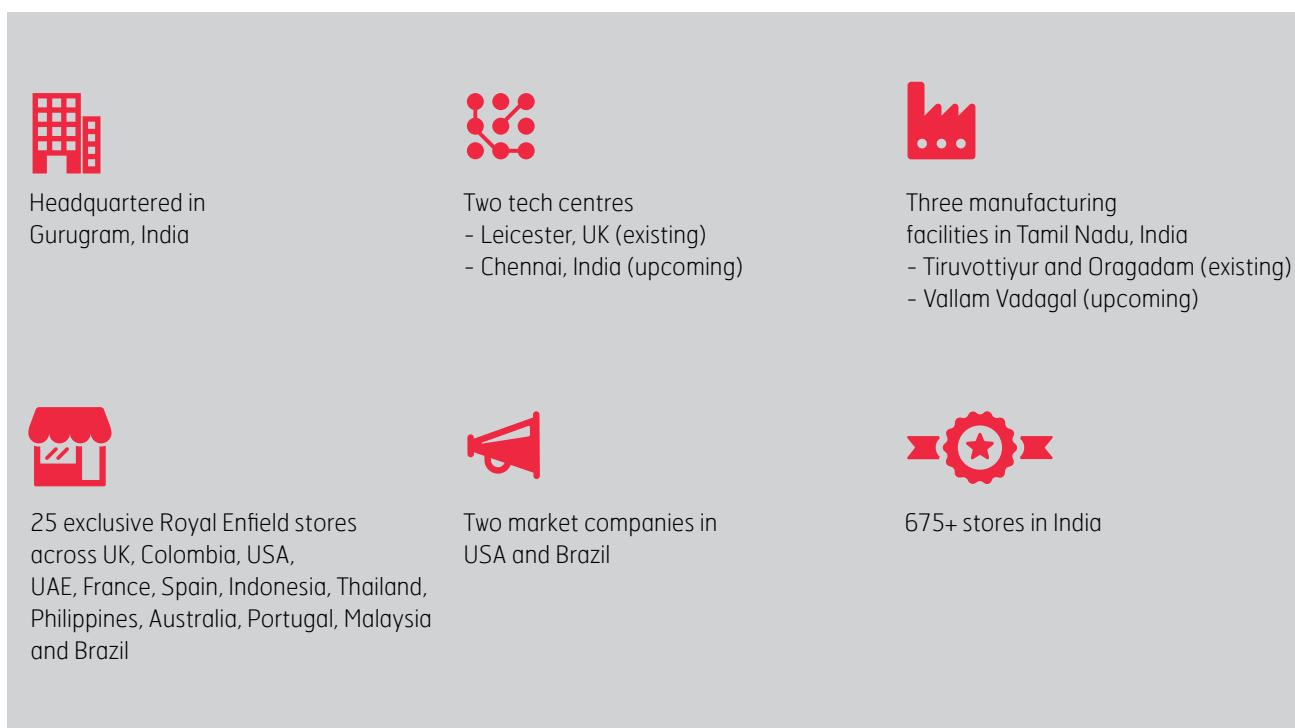 Headquartered in
Gurugram, India
Two tech centres
- Leicester, UK (existing)
- Chennai, India (upcoming)
Three manufacturing
facilities in Tamil Nadu, India
- Tiruvottiyur and Oragadam (existing)
- Vallam Vadagal (upcoming)
25 exclusive Royal Enfield stores
across UK, Colombia, USA,
UAE, France, Spain, Indonesia, Thailand,
Philippines, Australia, Portugal, Malaysia
and Brazil
Two market companies in
USA and Brazil
675+ stores in India